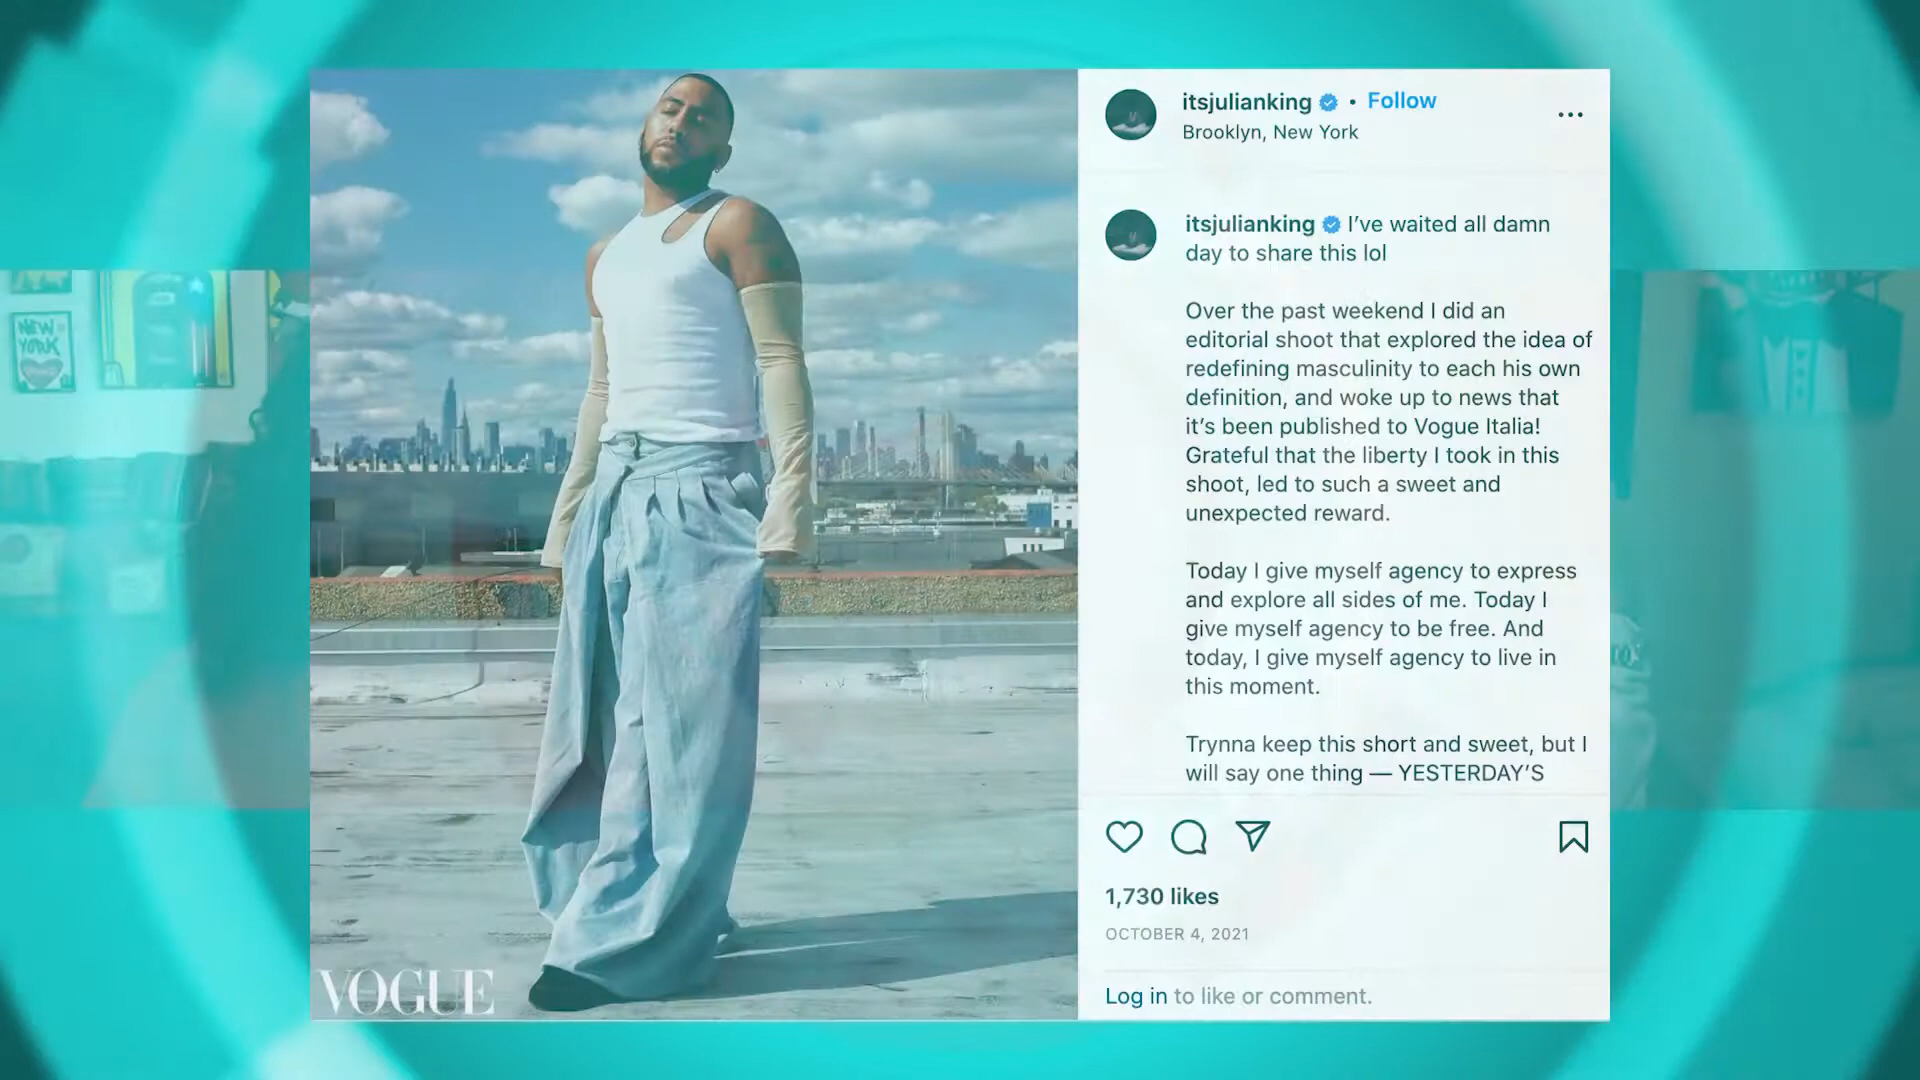 itsjulianking • Follow
Brooklyn, New York
itsjulianking I’ve waited all damn
day to share this lol
Over the past weekend I did an
editorial shoot that explored the idea of
redefining masculinity to each his own
definition, and woke up to news that
it’s been published to Vogue Italia!
Grateful that the liberty I took in this
shoot, led to such a sweet and
unexpected reward.
Today I give myself agency to express
and explore all sides of me. Today I
give myself agency to be free. And
today, I give myself agency to live in
this moment.
Trynna keep this short and sweet, but I
will say one thing — YESTERDAY’S
1,730 likes
OCTOBER 4, 2021
Log in to like or comment.
VOGUE
NEW
YORK